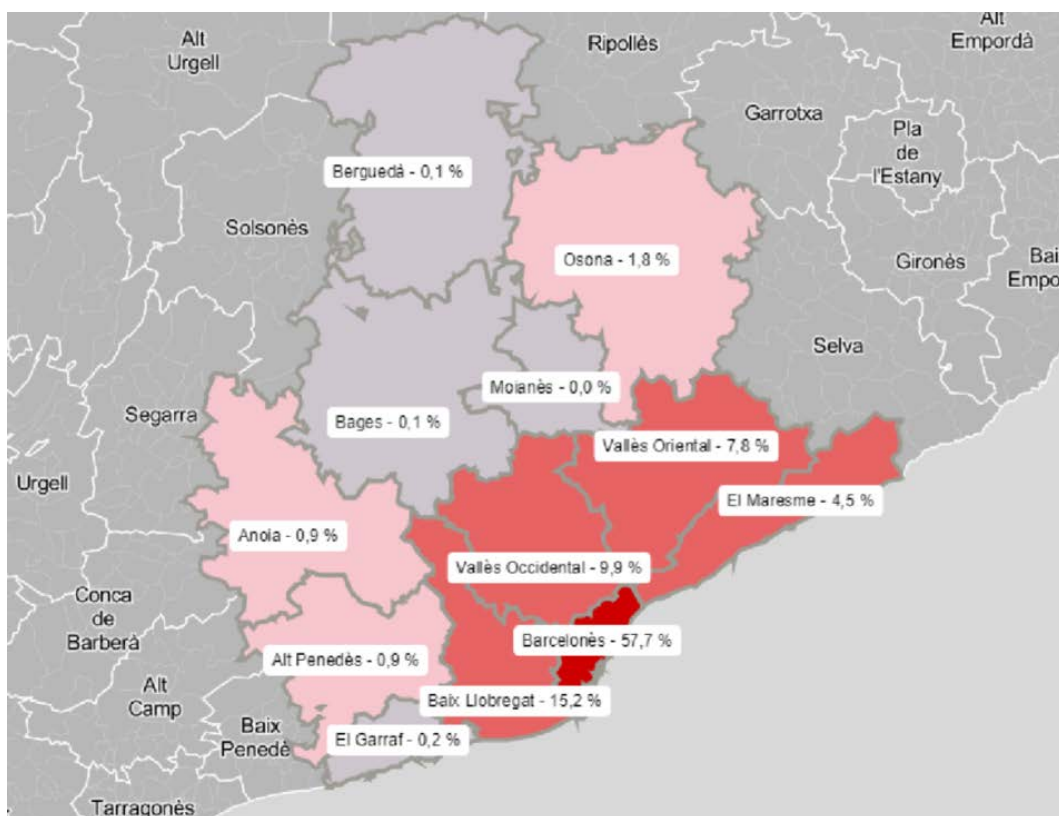 Alt
Urgell
Ripollès
Alt
Empordà
Garrotxa
Pla
de
l'Estany
Berguedà - 0,1 %
Solsonès
Osona - 1,8 %
Gironès
Bai
Empo
Selva
Moianès - 0,0 %
Segarra
Bages - 0,1 %
Vallès Oriental - 7,8 %
Urgell
El Maresme - 4,5 %
Anoia - 0,9 %
Vallès Occidental - 9,9 %
Conca
de
Barberà
Barcelonès - 57,7 %
Alt Penedès - 0,9 %
Alt
Camp
Baix Llobregat - 15,2 %
Baix
Penedè
El Garraf - 0,2 %
Tarragonès